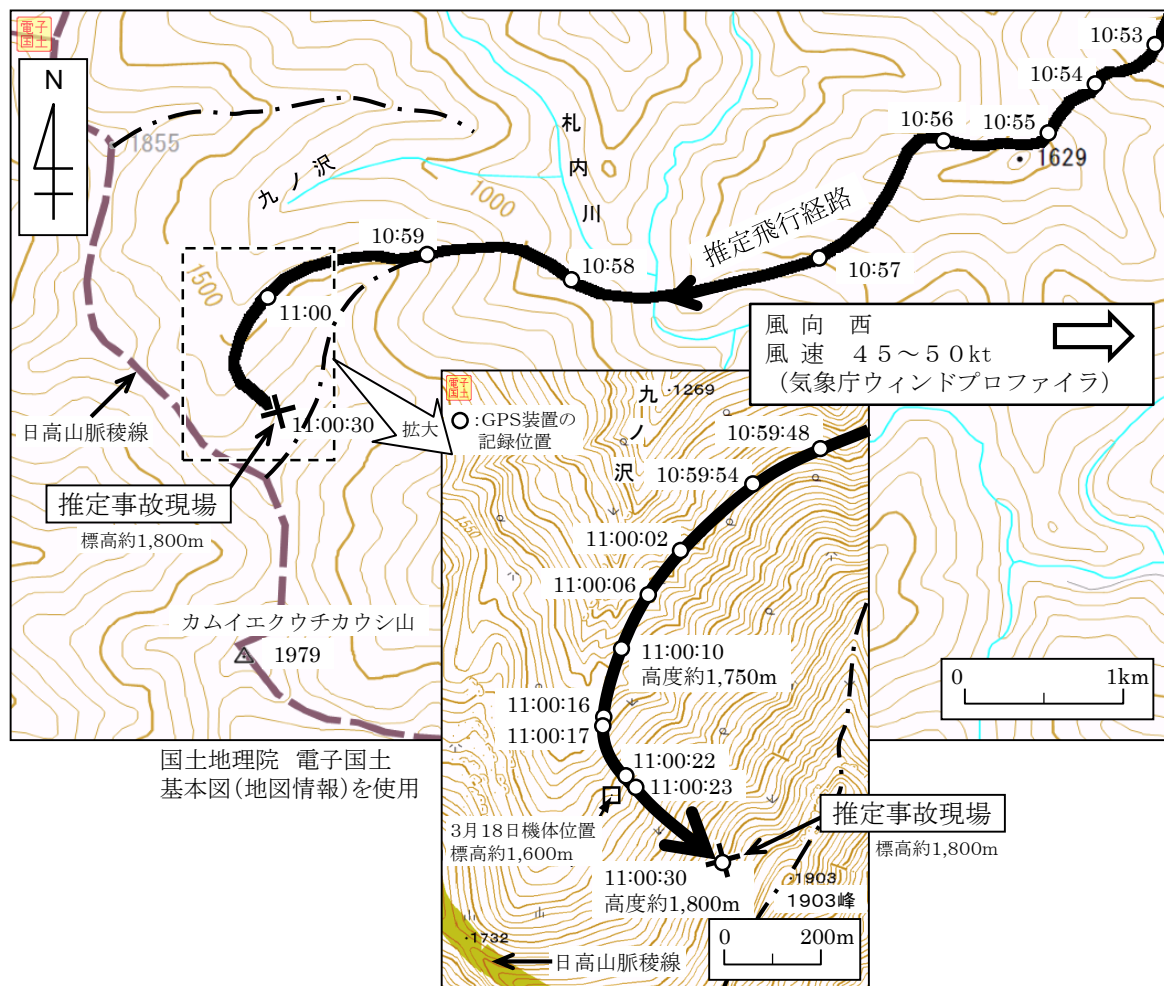 電子
国土
N
1855
九ノ沢
札内川
1000
1500
10:53
10:54
10:55
10:56
1629
10:57
推定飛行経路
10:58
10:59
11:00
11:00:30
日高山脈稜線
推定事故現場
標高約1,800m
カムイエクウチカウシ山
1979
風向 西
風速 45~50kt
(気象庁ウィンドプロファイラ)
拡大
0 1km
国土地理院 電子国土
基本図(地図情報)を使用
電子
国土
○:GPS装置の
記録位置
九ノ沢
・1269
1550
10:59:48
10:59:54
11:00:02
11:00:06
11:00:10
高度約1,750m
11:00:16
11:00:17
11:00:22
11:00:23
3月18日機体位置
標高約1,600m
推定事故現場
標高約1,800m
11:00:30
高度約1,800m
・1903
1903峰
・1732
日高山脈稜線
0 200m